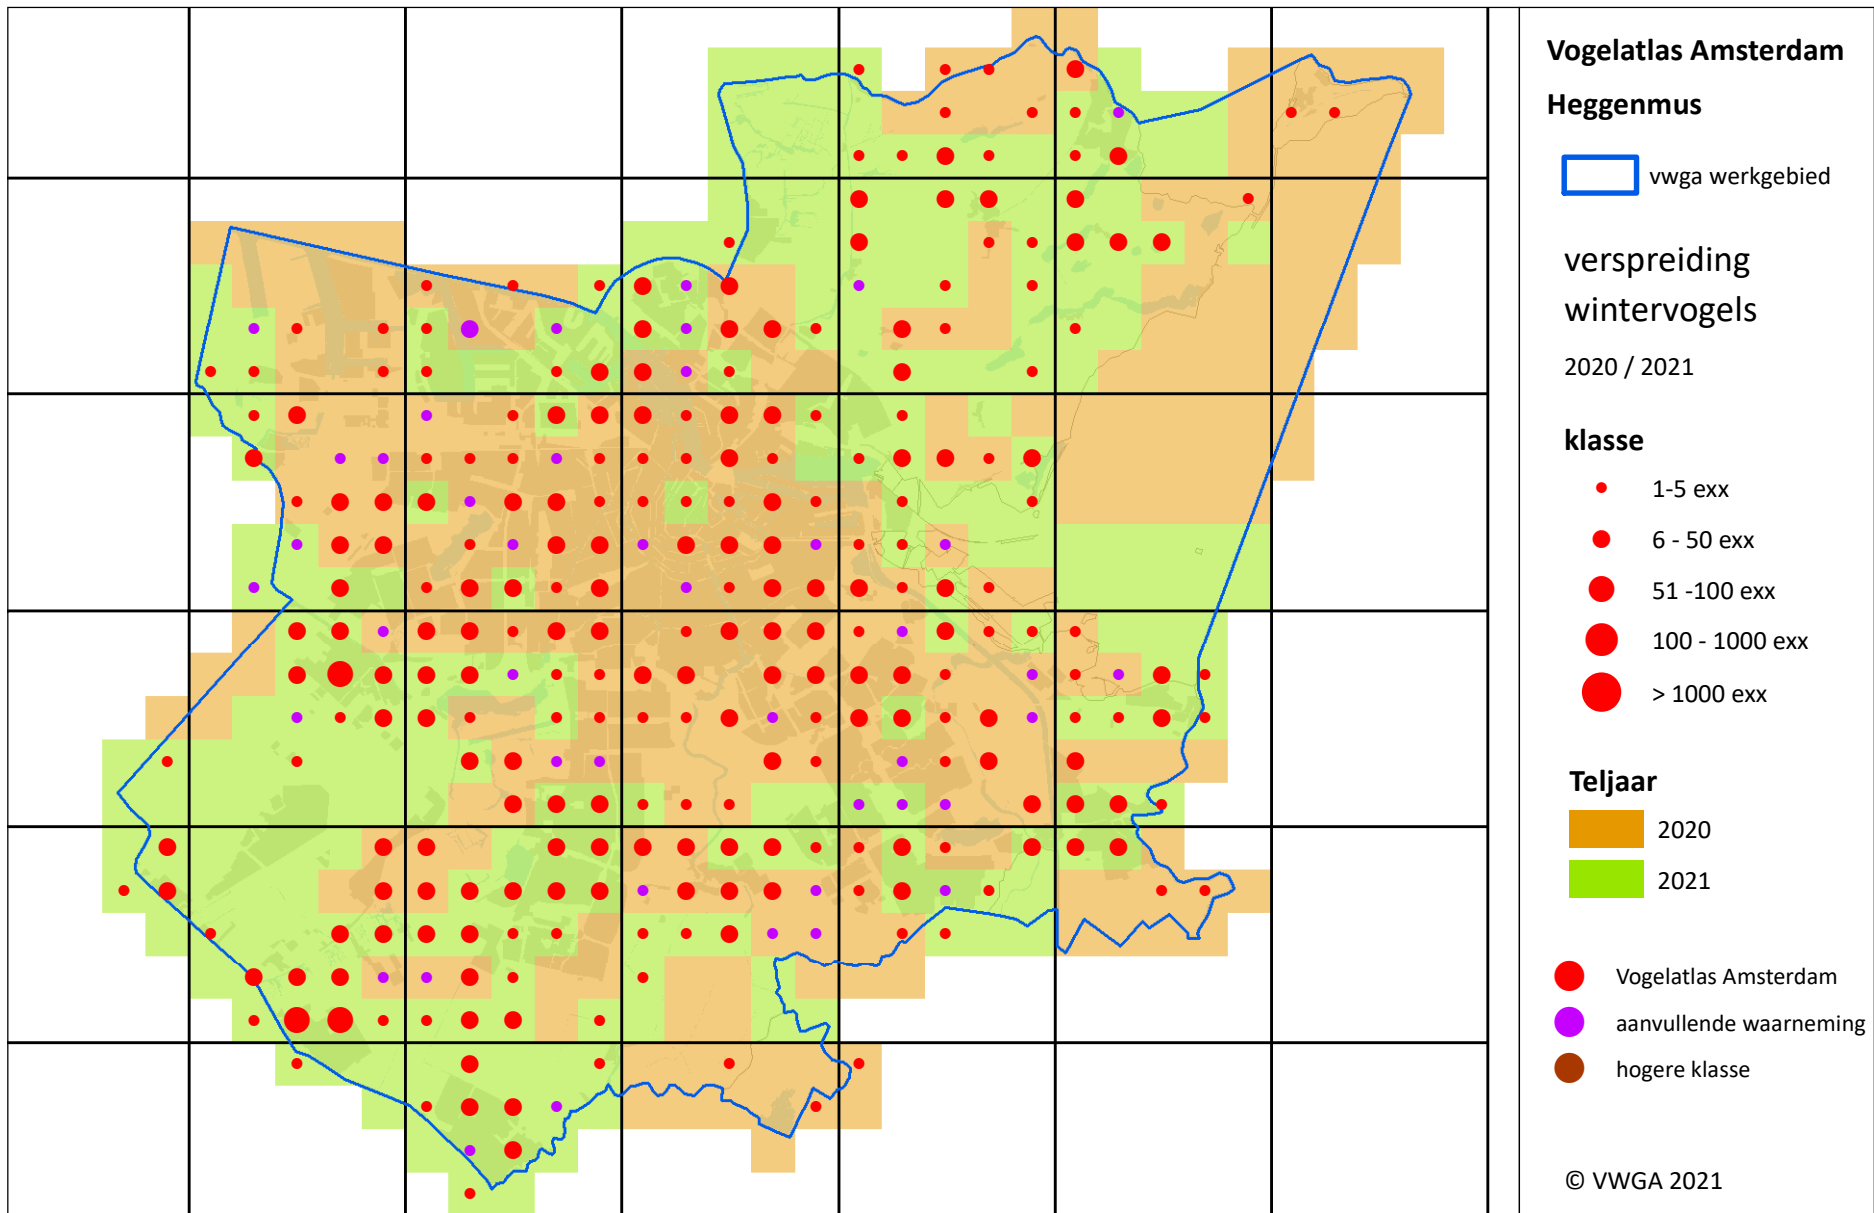 Vogelatlas Amsterdam
Heggenmus
vwga werkgebied
verspreiding
wintervogels
2020 / 2021
klasse
1-5 exx
6 - 50 exx
51 -100 exx
100 - 1000 exx
> 1000 exx
Teljaar
2020
2021
Vogelatlas Amsterdam
aanvullende waarneming
hogere klasse
© VWGA 2021